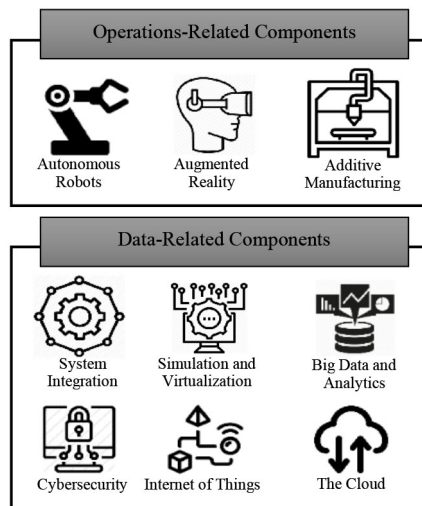 Operations-Related Components
Autonomous
Robots
Augmented
Reality
Additive
Manufacturing
Data-Related Components
System
Integration
Simulation and
Virtualization
Big Data and
Analytics
Cybersecurity
Internet of Things
The Cloud